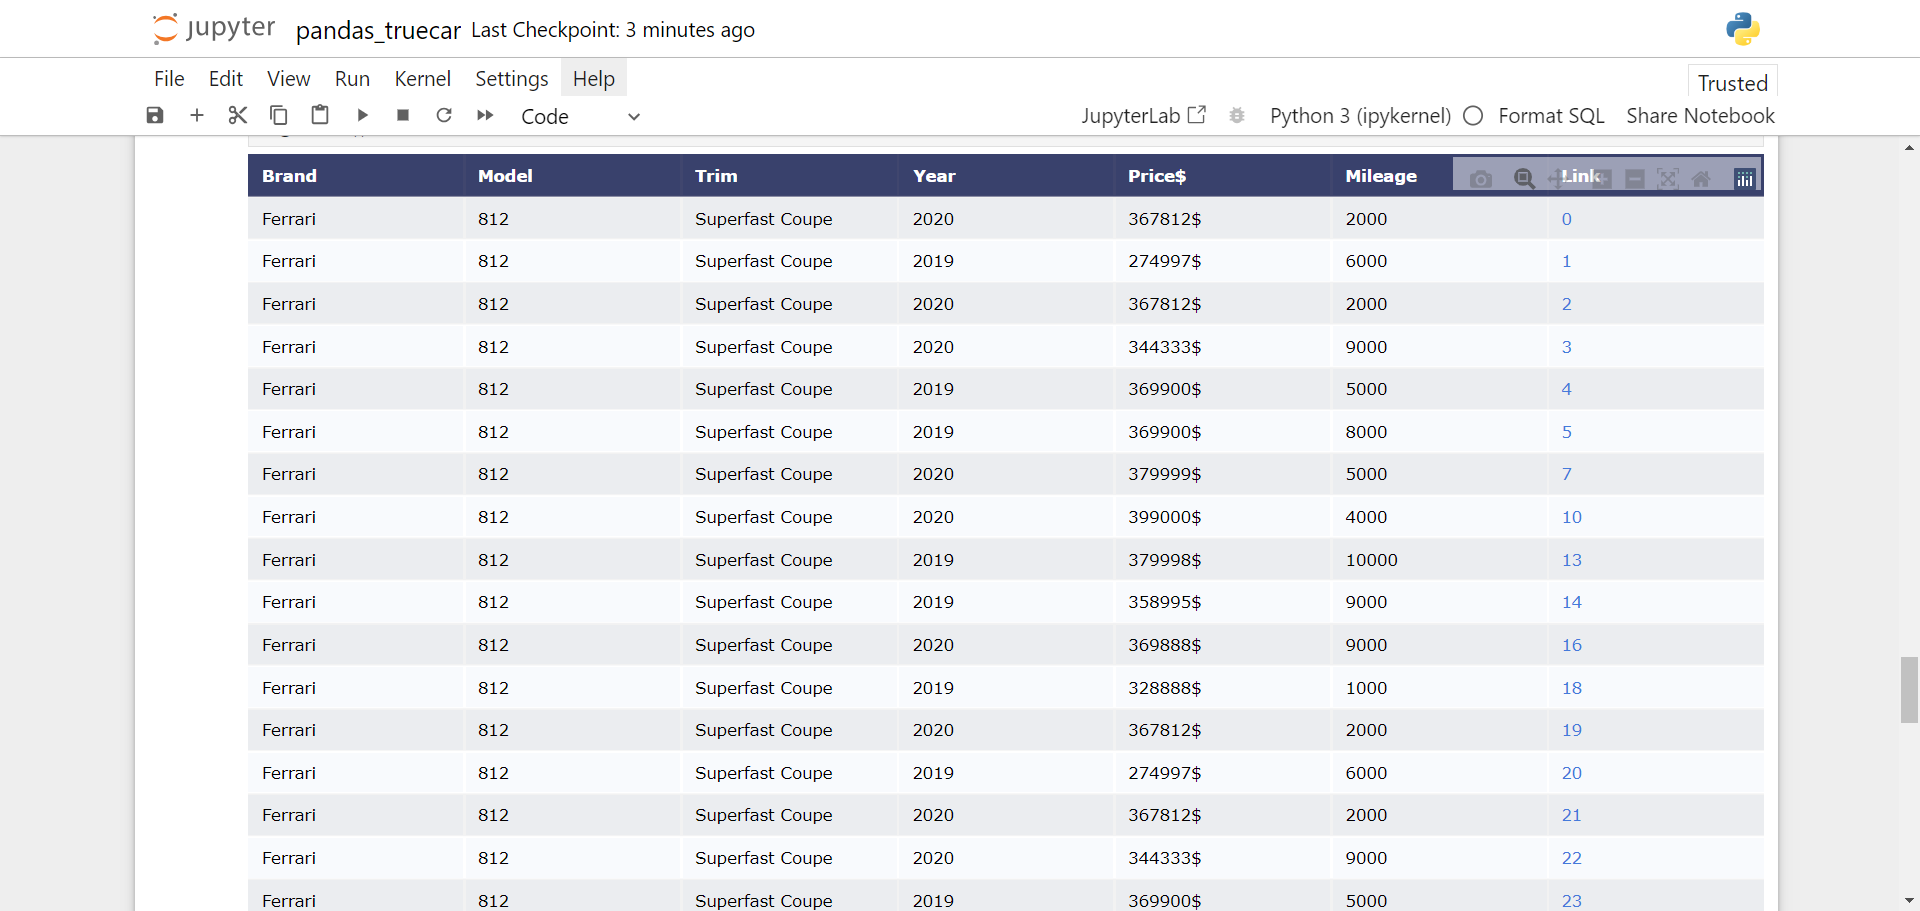 jupyter pandas_truecar Last Checkpoint: 3 minutes ago
File Edit View Run Kernel Settings Help Trusted
Code JupyterLab Python 3 (ipykernel) Format SQL Share Notebook
Brand Model Trim Year Price$ Mileage Link
Ferrari 812 Superfast Coupe 2020 367812$ 2000 0
Ferrari 812 Superfast Coupe 2019 274997$ 6000 1
Ferrari 812 Superfast Coupe 2020 367812$ 2000 2
Ferrari 812 Superfast Coupe 2020 344333$ 9000 3
Ferrari 812 Superfast Coupe 2019 369900$ 5000 4
Ferrari 812 Superfast Coupe 2019 369900$ 8000 5
Ferrari 812 Superfast Coupe 2020 379999$ 5000 7
Ferrari 812 Superfast Coupe 2020 399000$ 4000 10
Ferrari 812 Superfast Coupe 2019 379998$ 10000 13
Ferrari 812 Superfast Coupe 2019 358995$ 9000 14
Ferrari 812 Superfast Coupe 2020 369888$ 9000 16
Ferrari 812 Superfast Coupe 2019 328888$ 1000 18
Ferrari 812 Superfast Coupe 2020 367812$ 2000 19
Ferrari 812 Superfast Coupe 2019 274997$ 6000 20
Ferrari 812 Superfast Coupe 2020 367812$ 2000 21
Ferrari 812 Superfast Coupe 2020 344333$ 9000 22
Ferrari 812 Superfast Coupe 2019 369900$ 5000 23